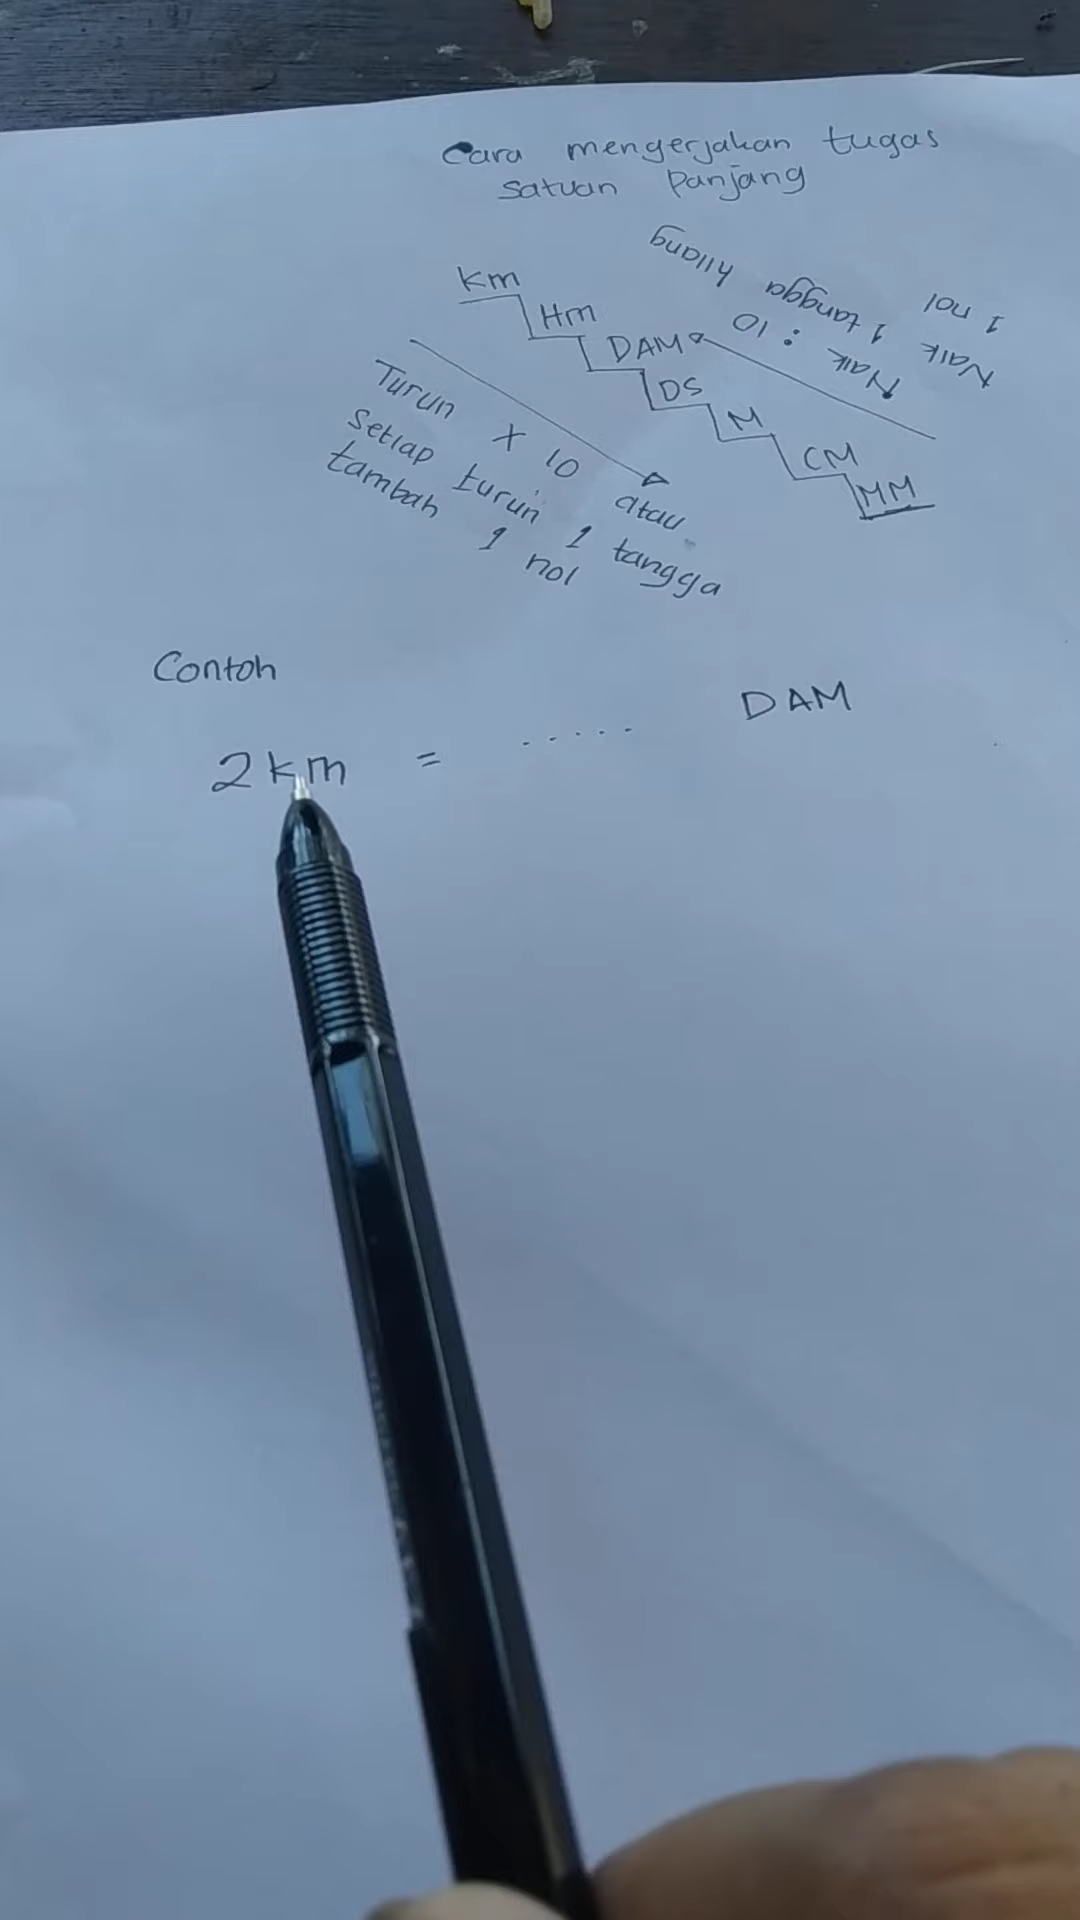 Cara mengerjakan tugas
satuan panjang
Km
Hm
DAM
DS
M
CM
MM
Naik : 10
Naik 1 tangga hilang
1 nol
Turun x 10 atau
setiap turun 1 tangga
tambah 1 nol
Contoh
2 km = ..... DAM